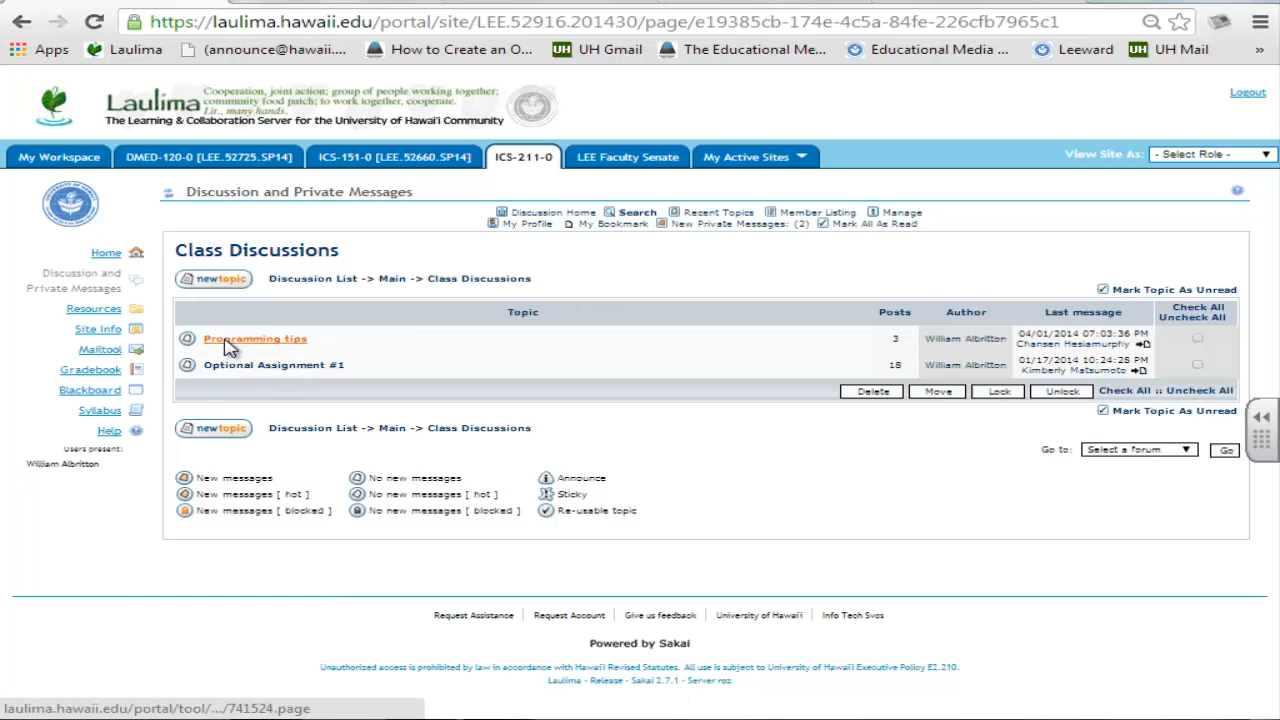 https://laulima.hawaii.edu/portal/site/LEE.52916.201430/page/e19385cb-174e-4c5a-84fe-226cfb7965c1
Apps Laulima (announce@hawaii.... How to Create an O... UH UH Gmail The Educational Me... Educational Media ... Leeward UH UH Mail »
Laulima Cooperation, joint action; group of people working together;
community food patch; to work together, cooperate.
Lit., many hands.
The Learning & Collaboration Server for the University of Hawai'i Community
Logout
My Workspace DMED-120-0 [LEE.52725.SP14] ICS-151-0 [LEE.52660.SP14] ICS-211-0 LEE Faculty Senate My Active Sites View Site As: - Select Role -
Discussion and Private Messages
Discussion Home Search Recent Topics Member Listing Manage
My Profile My Bookmark New Private Messages: (2) Mark All As Read
Home
Discussion and
Private Messages
Resources
Site Info
Mailtool
Gradebook
Blackboard
Syllabus
Help
Users present:
William Albritton
Class Discussions
newtopic Discussion List -> Main -> Class Discussions
Mark Topic As Unread
Topic Posts Author Last message Check All
Uncheck All
Programming tips 3 William Albritton 04/01/2014 07:03:36 PM
Chansen Hesiamurphy
Optional Assignment #1 18 William Albritton 01/17/2014 10:24:28 PM
Kimberly Matsumoto
Delete Move Lock Unlock Check All :: Uncheck All
Mark Topic As Unread
newtopic Discussion List -> Main -> Class Discussions
Go to: Select a forum Go
New messages No new messages Announce
New messages [ hot ] No new messages [ hot ] Sticky
New messages [ blocked ] No new messages [ blocked ] Re-usable topic
Request Assistance Request Account Give us feedback University of Hawai'i Info Tech Svcs
Powered by Sakai
Unauthorized access is prohibited by law in accordance with Hawai'i Revised Statutes. All use is subject to University of Hawai'i Executive Policy E2.210.
Laulima - Release - Sakai 2.7.1 - Server roz
laulima.hawaii.edu/portal/tool/.../741524.page